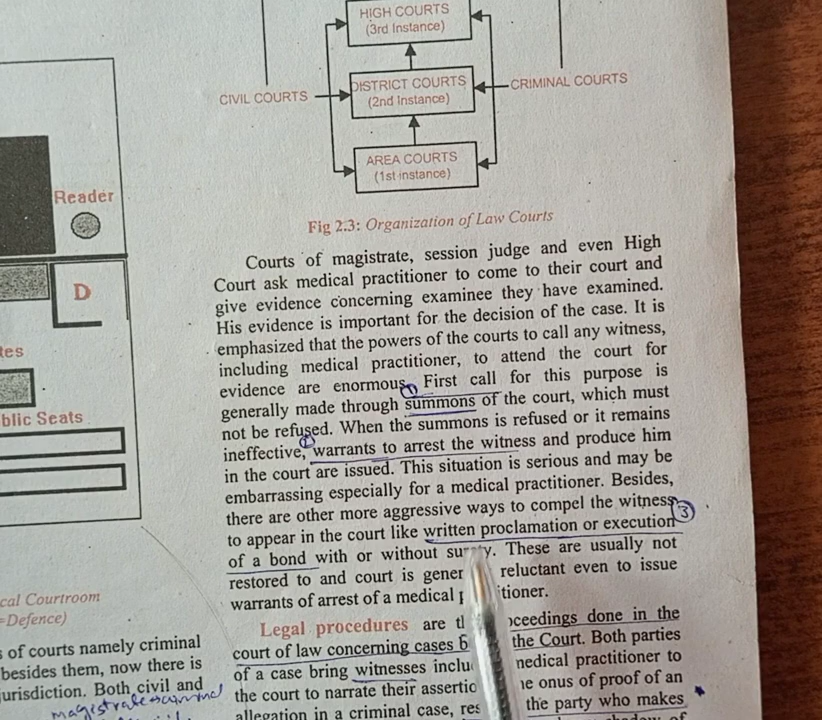 HIGH COURTS
(3rd Instance)
CIVIL COURTS
DISTRICT COURTS
(2nd Instance)
CRIMINAL COURTS
AREA COURTS
(1st instance)
Fig 2.3: Organization of Law Courts
Reader
D
tes
blic Seats
cal Courtroom
=Defence)
s of courts namely criminal
besides them, now there is
jurisdiction. Both civil and
Courts of magistrate, session judge and even High
Court ask medical practitioner to come to their court and
give evidence concerning examinee they have examined.
His evidence is important for the decision of the case. It is
emphasized that the powers of the courts to call any witness,
including medical practitioner, to attend the court for
evidence are enormous. First call for this purpose is
generally made through summons of the court, which must
not be refused. When the summons is refused or it remains
ineffective, warrants to arrest the witness and produce him
in the court are issued. This situation is serious and may be
embarrassing especially for a medical practitioner. Besides,
there are other more aggressive ways to compel the witness
to appear in the court like written proclamation or execution
of a bond with or without su y. These are usually not
restored to and court is gener reluctant even to issue
warrants of arrest of a medical itioner.
Legal procedures are oceedings done in the
court of law concerning cases the Court. Both parties
of a case bring witnesses inclu medical practitioner to
the court to narrate their assertio e onus of proof of an
allegation in a criminal case, res the party who makes
1
2
3